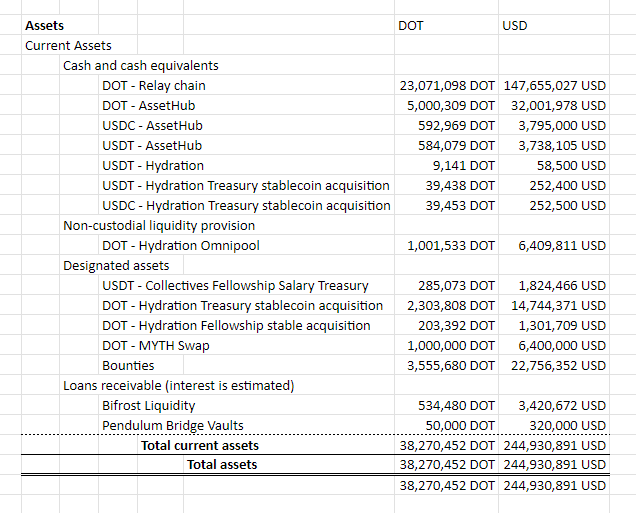 Assets DOT USD
Current Assets
Cash and cash equivalents
DOT - Relay chain 23,071,098 DOT 147,655,027 USD
DOT - AssetHub 5,000,309 DOT 32,001,978 USD
USDC - AssetHub 592,969 DOT 3,795,000 USD
USDT - AssetHub 584,079 DOT 3,738,105 USD
USDT - Hydration 9,141 DOT 58,500 USD
USDT - Hydration Treasury stablecoin acquisition 39,438 DOT 252,400 USD
USDC - Hydration Treasury stablecoin acquisition 39,453 DOT 252,500 USD
Non-custodial liquidity provision
DOT - Hydration Omnipool 1,001,533 DOT 6,409,811 USD
Designated assets
USDT - Collectives Fellowship Salary Treasury 285,073 DOT 1,824,466 USD
DOT - Hydration Treasury stablecoin acquisition 2,303,808 DOT 14,744,371 USD
DOT - Hydration Fellowship stable acquisition 203,392 DOT 1,301,709 USD
DOT - MYTH Swap 1,000,000 DOT 6,400,000 USD
Bounties 3,555,680 DOT 22,756,352 USD
Loans receivable (interest is estimated)
Bifrost Liquidity 534,480 DOT 3,420,672 USD
Pendulum Bridge Vaults 50,000 DOT 320,000 USD
Total current assets 38,270,452 DOT 244,930,891 USD
Total assets 38,270,452 DOT 244,930,891 USD
38,270,452 DOT 244,930,891 USD